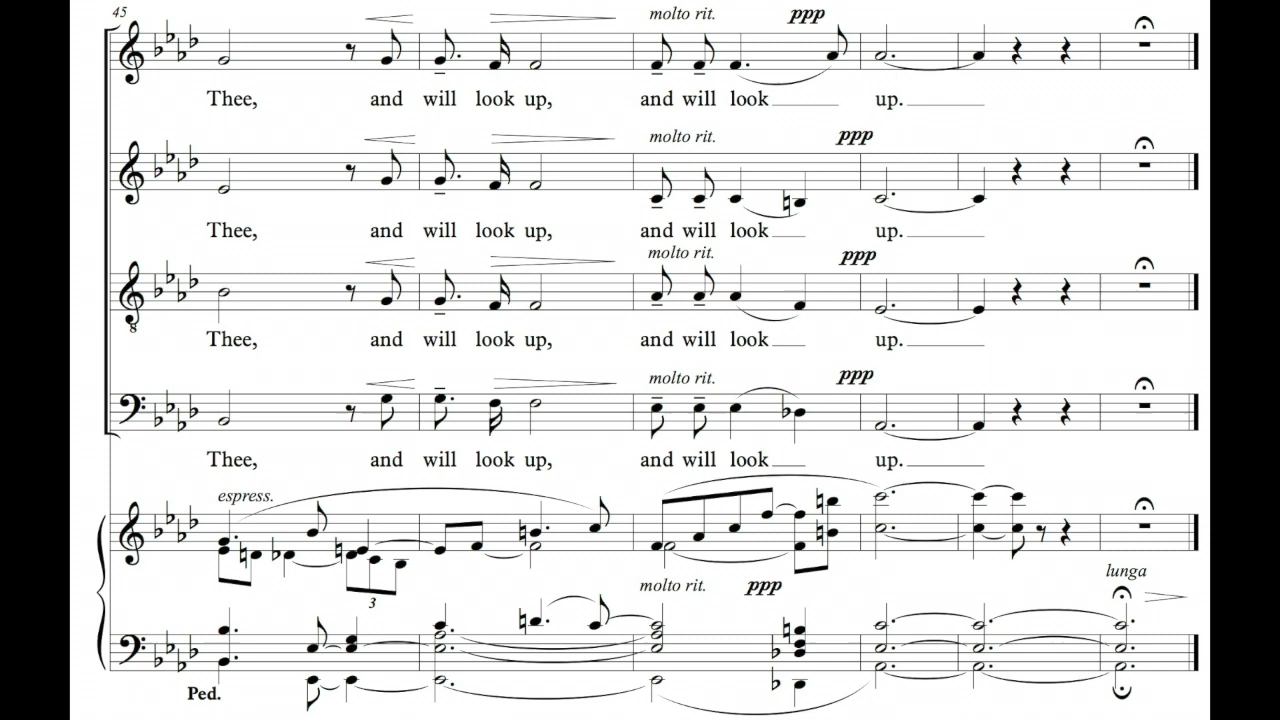 45
molto rit. ppp
Thee, and will look up, and will look up.
molto rit. ppp
Thee, and will look up, and will look up.
molto rit. ppp
8
Thee, and will look up, and will look up.
molto rit. ppp
Thee, and will look up, and will look up.
espress.
3
molto rit. ppp
lunga
Ped.